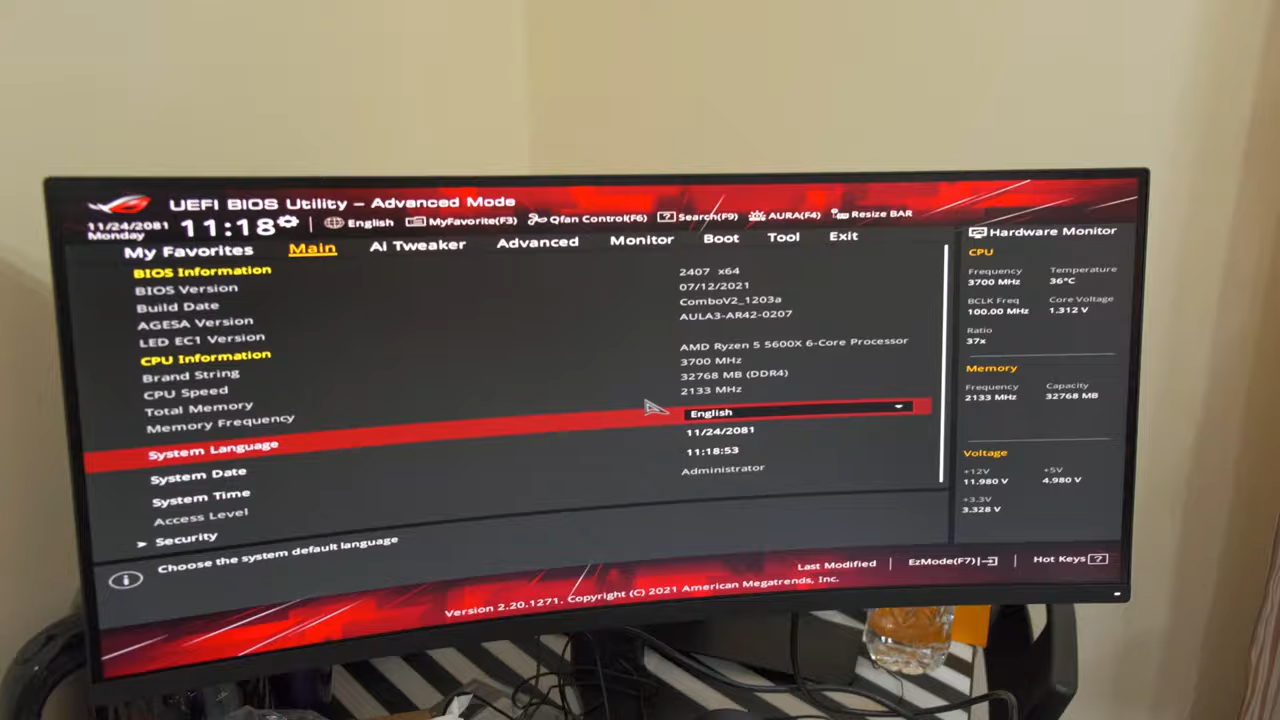 UEFI BIOS Utility – Advanced Mode
11/24/2081
Monday
11:18
English
MyFavorite(F3)
Qfan Control(F6)
Search(F9)
AURA(F4)
Resize BAR
My Favorites
Main
Ai Tweaker
Advanced
Monitor
Boot
Tool
Exit
BIOS Information
BIOS Version 2407 x64
Build Date 07/12/2021
AGESA Version ComboV2_1203a
LED EC1 Version AULA3-AR42-0207
CPU Information
Brand String AMD Ryzen 5 5600X 6-Core Processor
CPU Speed 3700 MHz
Total Memory 32768 MB (DDR4)
Memory Frequency 2133 MHz
System Language English
System Date 11/24/2081
System Time 11:18:53
Access Level Administrator
Security
Choose the system default language
Hardware Monitor
CPU
Frequency Temperature
3700 MHz 36°C
BCLK Freq Core Voltage
100.00 MHz 1.312 V
Ratio
37x
Memory
Frequency Capacity
2133 MHz 32768 MB
Voltage
+12V +5V
11.980 V 4.980 V
+3.3V
3.328 V
Last Modified
EzMode(F7)
Hot Keys ?
Version 2.20.1271. Copyright (C) 2021 American Megatrends, Inc.